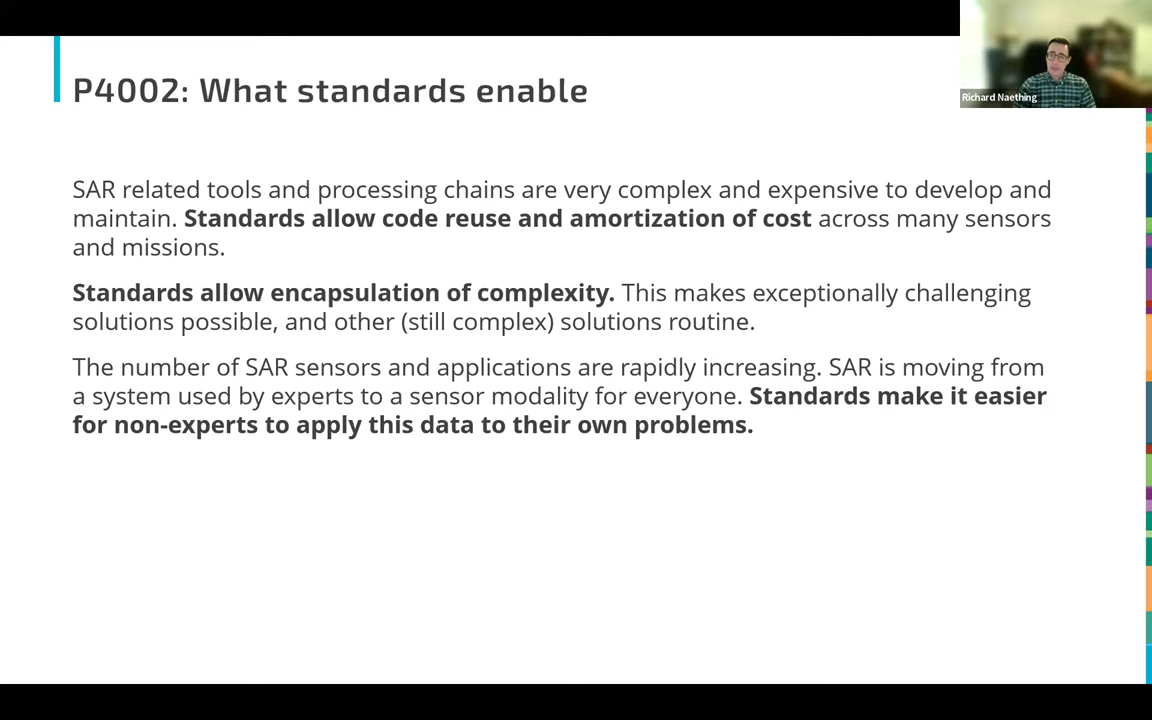 P4002: What standards enable
Richard Naething
SAR related tools and processing chains are very complex and expensive to develop and
maintain. Standards allow code reuse and amortization of cost across many sensors
and missions.
Standards allow encapsulation of complexity. This makes exceptionally challenging
solutions possible, and other (still complex) solutions routine.
The number of SAR sensors and applications are rapidly increasing. SAR is moving from
a system used by experts to a sensor modality for everyone. Standards make it easier
for non-experts to apply this data to their own problems.